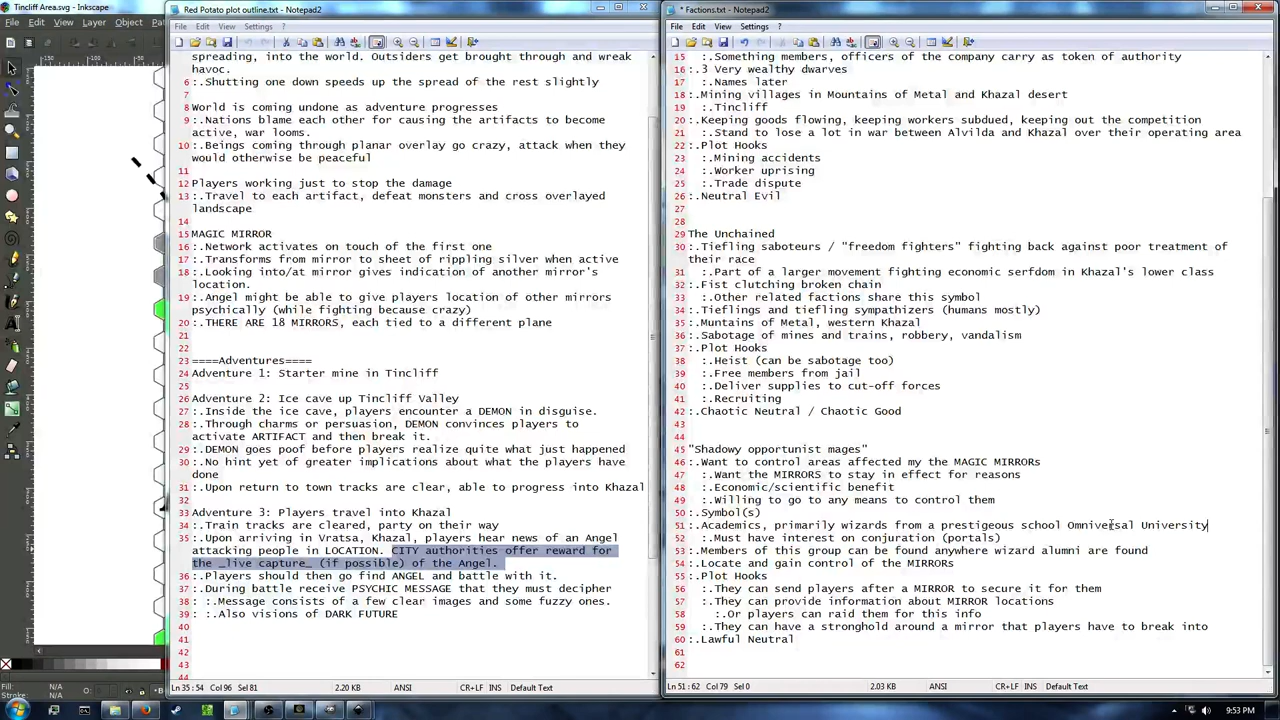 Tincliff Area.svg - Inkscape
File Edit View Layer Object
Red Potato plot outline.txt - Notepad2
File Edit View Settings ?
spreading, into the world. Outsiders get brought through and wreak
havoc.
6 :.Shutting one down speeds up the spread of the rest slightly
7
8 World is coming undone as adventure progresses
9 :.Nations blame each other for causing the artifacts to become
active, war looms.
10 :.Beings coming through planar overlay go crazy, attack when they
would otherwise be peaceful
11
12 Players working just to stop the damage
13 :.Travel to each artifact, defeat monsters and cross overlayed
landscape
14
15 MAGIC MIRROR
16 :.Network activates on touch of the first one
17 :.Transforms from mirror to sheet of rippling silver when active
18 :.Looking into/at mirror gives indication of another mirror's
location.
19 :.Angel might be able to give players location of other mirrors
psychically (while fighting because crazy)
20 :.THERE ARE 18 MIRRORS, each tied to a different plane
21
22
23 ====Adventures====
24 Adventure 1: Starter mine in Tincliff
25
26 Adventure 2: Ice cave up Tincliff Valley
27 :.Inside the ice cave, players encounter a DEMON in disguise.
28 :.Through charms or persuasion, DEMON convinces players to
activate ARTIFACT and then break it.
29 :.DEMON goes poof before players realize quite what just happened
30 :.No hint yet of greater implications about what the players have
done
31 :.Upon return to town tracks are clear, able to progress into Khazal
32
33 Adventure 3: Players travel into Khazal
34 :.Train tracks are cleared, party on their way
35 :.Upon arriving in Vratsa, Khazal, players hear news of an Angel
attacking people in LOCATION. CITY authorities offer reward for
the _live capture_ (if possible) of the Angel.
36 :.Players should then go find ANGEL and battle with it.
37 :.During battle receive PSYCHIC MESSAGE that they must decipher
38 : :.Message consists of a few clear images and some fuzzy ones.
39 : :.Also visions of DARK FUTURE
40
41
42
43
44
Ln 35 : 54 Col 96 Sel 81 2.20 KB ANSI CR+LF INS Default Text
* Factions.txt - Notepad2
File Edit View Settings ?
15 :.Something members, officers of the company carry as token of authority
16 :.3 Very wealthy dwarves
17 :.Names later
18 :.Mining villages in Mountains of Metal and Khazal desert
19 :.Tincliff
20 :.Keeping goods flowing, keeping workers subdued, keeping out the competition
21 :.Stand to lose a lot in war between Alvilda and Khazal over their operating area
22 :.Plot Hooks
23 :.Mining accidents
24 :.Worker uprising
25 :.Trade dispute
26 :.Neutral Evil
27
28
29 The Unchained
30 :.Tiefling saboteurs / "freedom fighters" fighting back against poor treatment of
their race
31 :.Part of a larger movement fighting economic serfdom in Khazal's lower class
32 :.Fist clutching broken chain
33 :.Other related factions share this symbol
34 :.Tieflings and tiefling sympathizers (humans mostly)
35 :.Muntains of Metal, western Khazal
36 :.Sabotage of mines and trains, robbery, vandalism
37 :.Plot Hooks
38 :.Heist (can be sabotage too)
39 :.Free members from jail
40 :.Deliver supplies to cut-off forces
41 :.Recruiting
42 :.Chaotic Neutral / Chaotic Good
43
44
45 "Shadowy opportunist mages"
46 :.Want to control areas affected my the MAGIC MIRRORs
47 :.Want the MIRRORS to stay in effect for reasons
48 :.Economic/scientific benefit
49 :.Willing to go to any means to control them
50 :.Symbol(s)
51 :.Academics, primarily wizards from a prestigeous school Omniversal University
52 :.Must have interest on conjuration (portals)
53 :.Members of this group can be found anywhere wizard alumni are found
54 :.Locate and gain control of the MIRRORs
55 :.Plot Hooks
56 :.They can send players after a MIRROR to secure it for them
57 :.They can provide information about MIRROR locations
58 :.Or players can raid them for this info
59 :.They can have a stronghold around a mirror that players have to break into
60 :.Lawful Neutral
61
62
Ln 51 : 62 Col 79 Sel 0 2.03 KB ANSI CR+LF INS Default Text
Fill: N/A
Stroke: N/A
9:53 PM